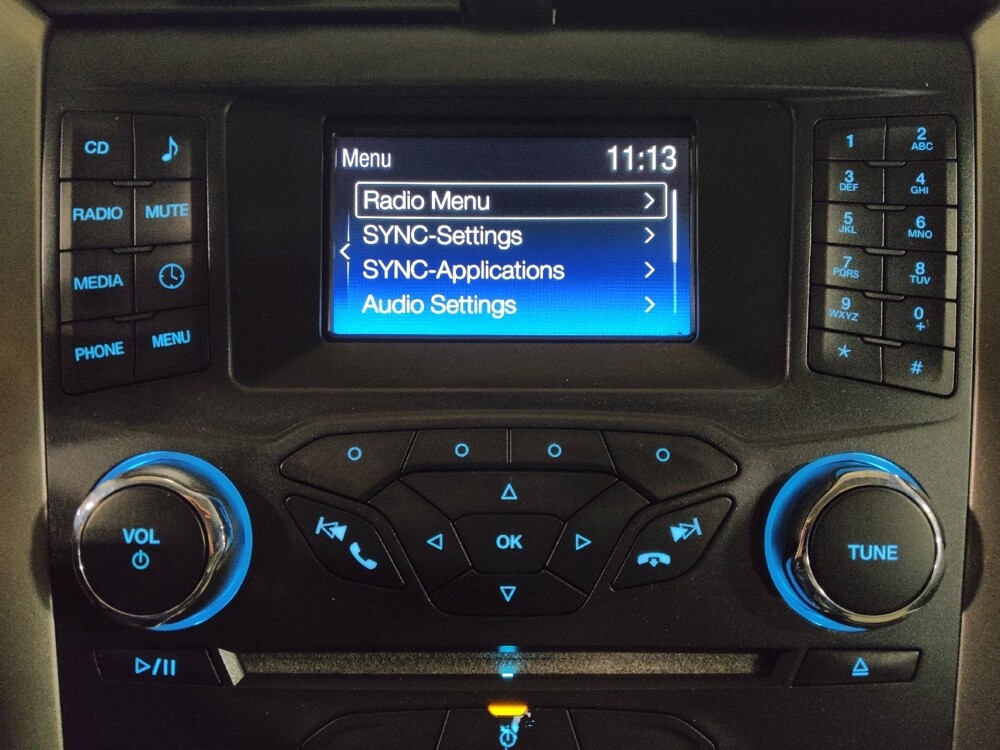 CD
RADIO
MUTE
MEDIA
PHONE
MENU
Menu 11:13
Radio Menu >
SYNC-Settings >
<
SYNC-Applications >
Audio Settings >
1
2
ABC
3
DEF
4
GHI
5
JKL
6
MNO
7
PQRS
8
TUV
9
WXYZ
0
+
*
#
VOL
OK
TUNE